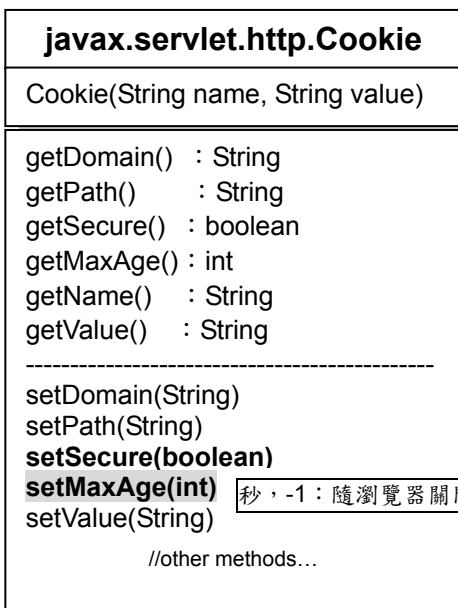 javax.servlet.http.Cookie
Cookie(String name, String value)
getDomain() ：String
getPath() ：String
getSecure() ：boolean
getMaxAge()：int
getName() ：String
getValue() ：String
----------------------------------------------
setDomain(String)
setPath(String)
setSecure(boolean)
setMaxAge(int) 秒，-1：隨瀏覽器關
setValue(String)
//other methods…